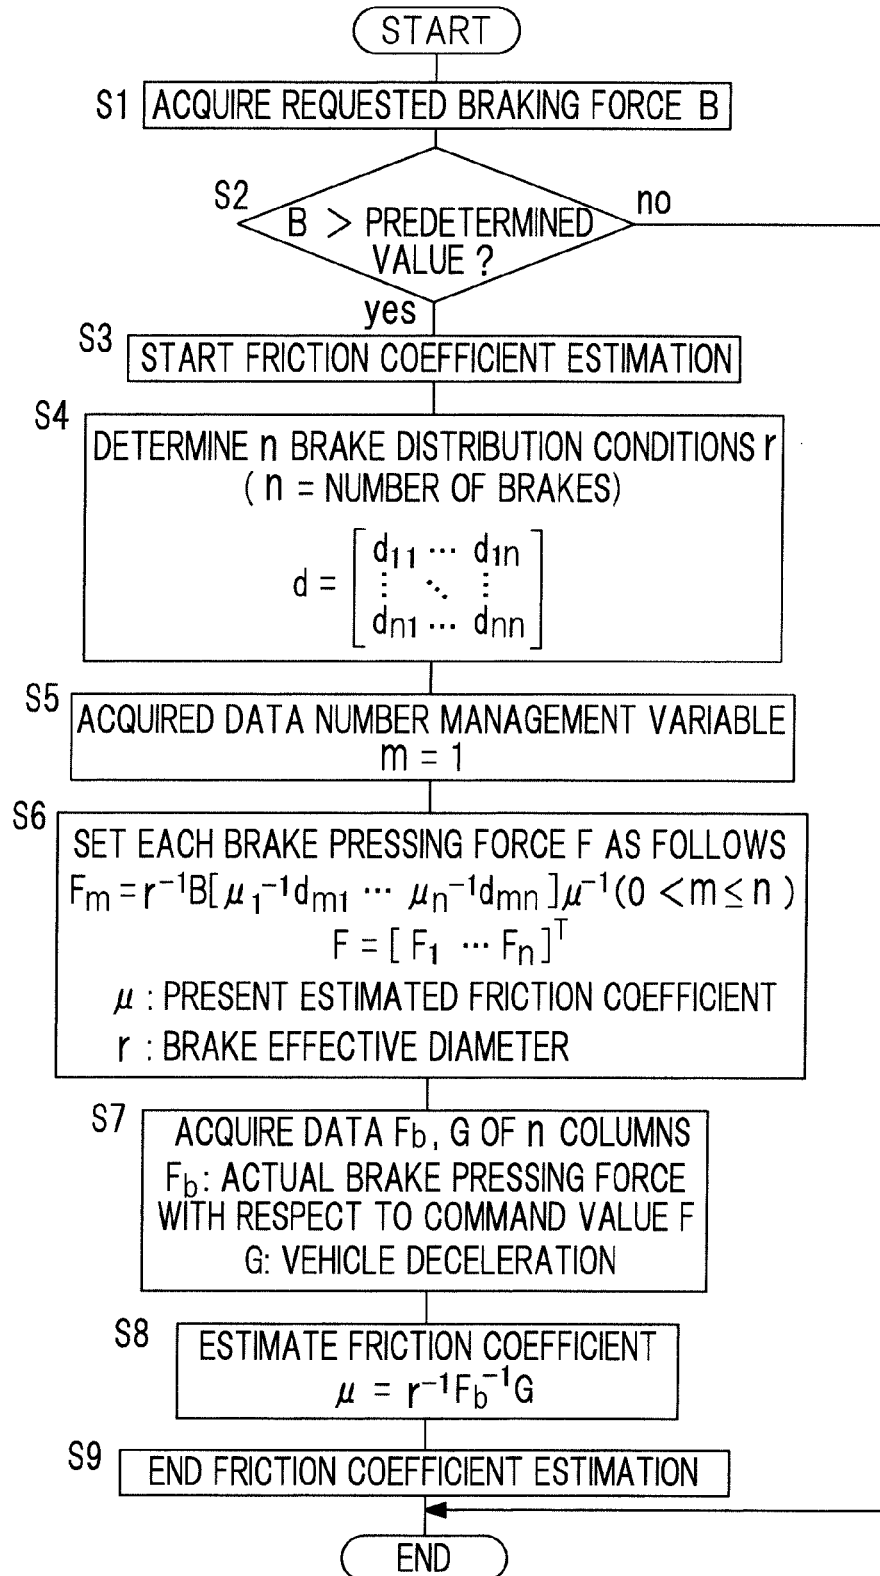 START
S1 ACQUIRE REQUESTED BRAKING FORCE B
S2
B > PREDETERMINED
VALUE ?
no
yes
S3
START FRICTION COEFFICIENT ESTIMATION
S4
DETERMINE n BRAKE DISTRIBUTION CONDITIONS r
( n = NUMBER OF BRAKES)
d = [ d11 ⋯ d1n
⋮ ⋱ ⋮
dn1 ⋯ dnn ]
S5
ACQUIRED DATA NUMBER MANAGEMENT VARIABLE
m = 1
S6
SET EACH BRAKE PRESSING FORCE F AS FOLLOWS
Fm = r⁻¹B[ μ₁⁻¹dm1 ⋯ μn⁻¹dmn ]μ⁻¹(0 < m ≤ n )
F = [ F1 ⋯ Fn ]ᵀ
μ : PRESENT ESTIMATED FRICTION COEFFICIENT
r : BRAKE EFFECTIVE DIAMETER
S7
ACQUIRE DATA Fb, G OF n COLUMNS
Fb: ACTUAL BRAKE PRESSING FORCE
WITH RESPECT TO COMMAND VALUE F
G: VEHICLE DECELERATION
S8
ESTIMATE FRICTION COEFFICIENT
μ = r⁻¹Fb⁻¹G
S9
END FRICTION COEFFICIENT ESTIMATION
END